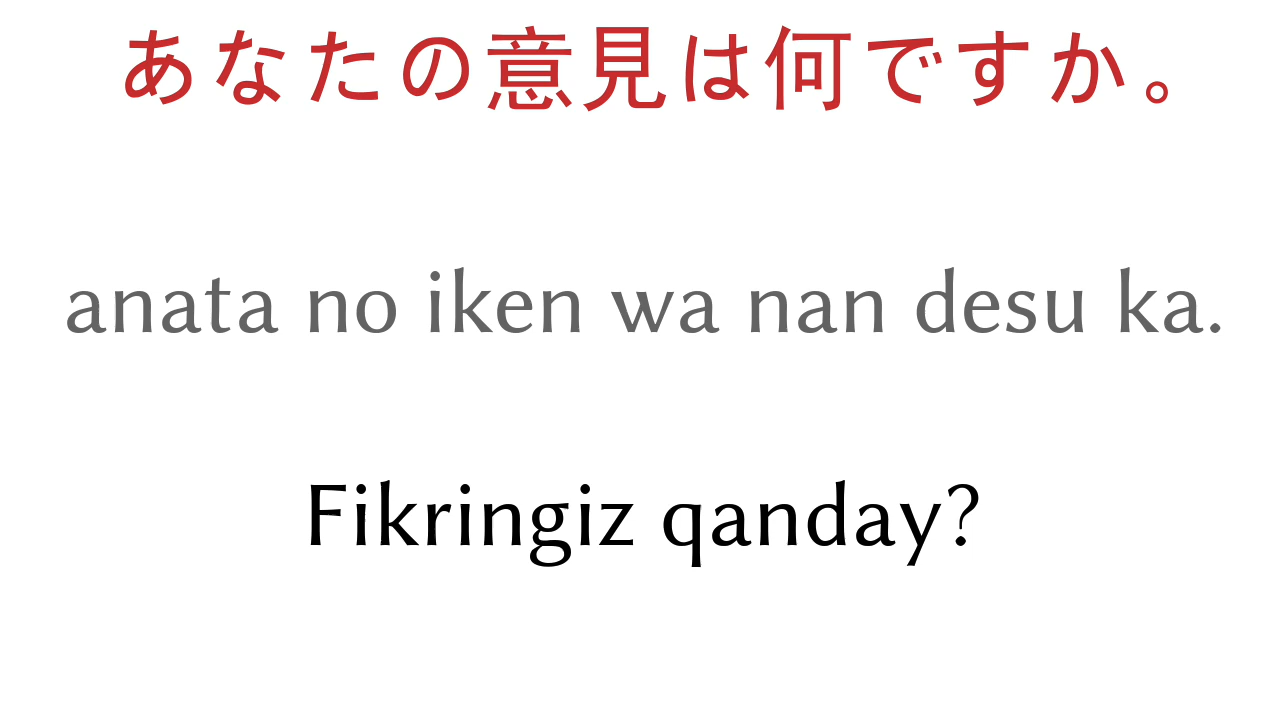 あなたの意見は何ですか。
anata no iken wa nan desu ka.
Fikringiz qanday?